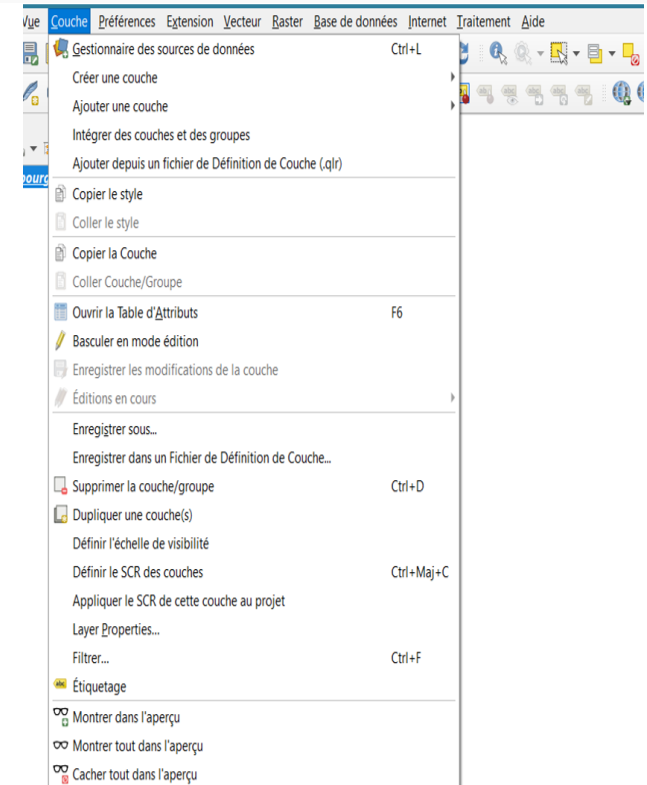 Vue Couche Préférences Extension Vecteur Raster Base de données Internet Traitement Aide
Gestionnaire des sources de données Ctrl+L
Créer une couche
Ajouter une couche
Intégrer des couches et des groupes
Ajouter depuis un fichier de Définition de Couche (.qlr)
Copier le style
Coller le style
Copier la Couche
Coller Couche/Groupe
Ouvrir la Table d'Attributs F6
Basculer en mode édition
Enregistrer les modifications de la couche
Éditions en cours
Enregistrer sous...
Enregistrer dans un Fichier de Définition de Couche...
Supprimer la couche/groupe Ctrl+D
Dupliquer une couche(s)
Définir l'échelle de visibilité
Définir le SCR des couches Ctrl+Maj+C
Appliquer le SCR de cette couche au projet
Layer Properties...
Filtrer... Ctrl+F
abc Étiquetage
Montrer dans l'aperçu
Montrer tout dans l'aperçu
Cacher tout dans l'aperçu